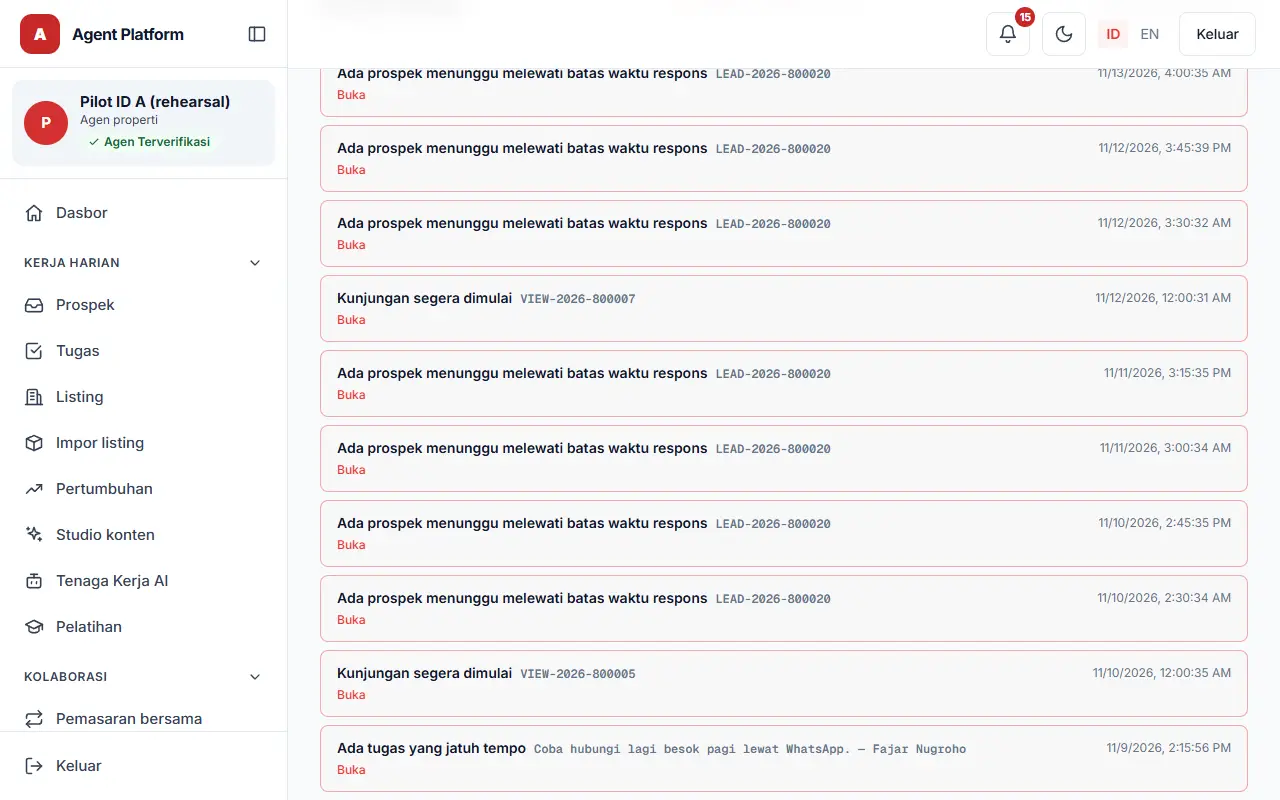 A
Agent Platform
15
ID
EN
Keluar
P
Pilot ID A (rehearsal)
Agen properti
Agen Terverifikasi
Dasbor
KERJA HARIAN
Prospek
Tugas
Listing
Impor listing
Pertumbuhan
Studio konten
Tenaga Kerja AI
Pelatihan
KOLABORASI
Pemasaran bersama
Keluar
Ada prospek menunggu melewati batas waktu respons LEAD-2026-800020 11/13/2026, 4:00:35 AM
Buka
Ada prospek menunggu melewati batas waktu respons LEAD-2026-800020 11/12/2026, 3:45:39 PM
Buka
Ada prospek menunggu melewati batas waktu respons LEAD-2026-800020 11/12/2026, 3:30:32 AM
Buka
Kunjungan segera dimulai VIEW-2026-800007 11/12/2026, 12:00:31 AM
Buka
Ada prospek menunggu melewati batas waktu respons LEAD-2026-800020 11/11/2026, 3:15:35 PM
Buka
Ada prospek menunggu melewati batas waktu respons LEAD-2026-800020 11/11/2026, 3:00:34 AM
Buka
Ada prospek menunggu melewati batas waktu respons LEAD-2026-800020 11/10/2026, 2:45:35 PM
Buka
Ada prospek menunggu melewati batas waktu respons LEAD-2026-800020 11/10/2026, 2:30:34 AM
Buka
Kunjungan segera dimulai VIEW-2026-800005 11/10/2026, 12:00:35 AM
Buka
Ada tugas yang jatuh tempo Coba hubungi lagi besok pagi lewat WhatsApp. — Fajar Nugroho 11/9/2026, 2:15:56 PM
Buka